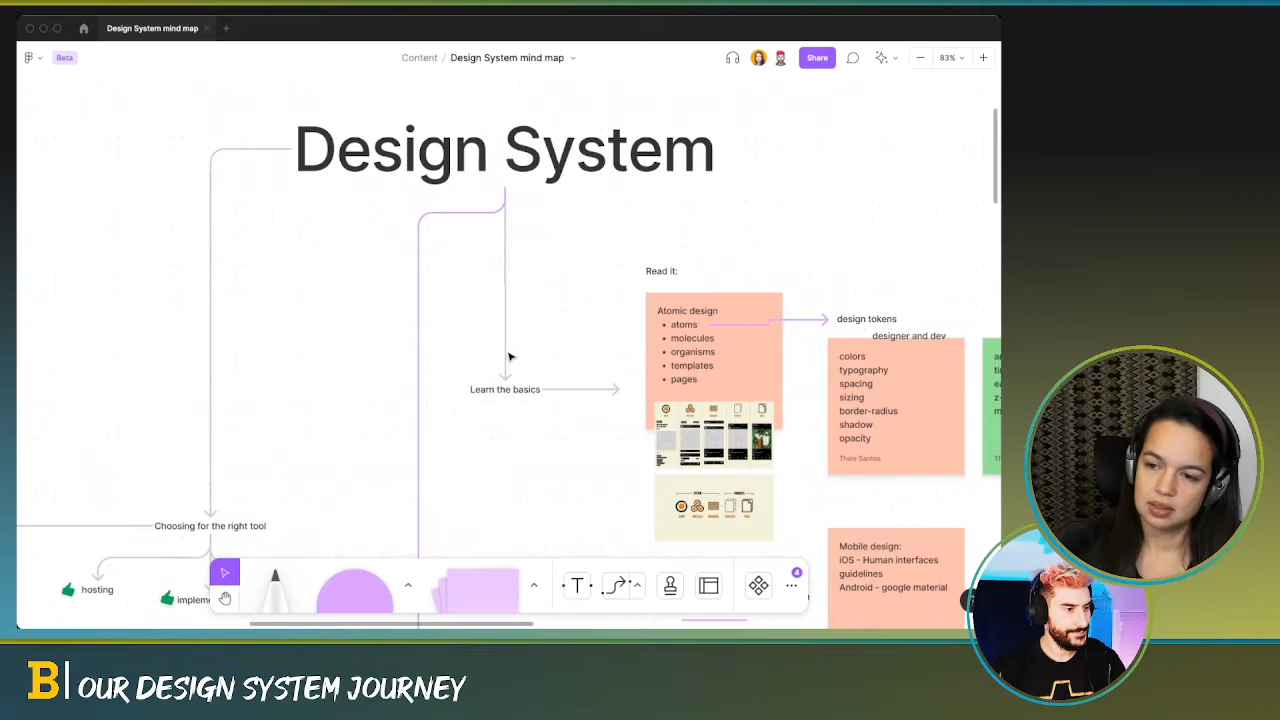 Design System mind map
Beta
Content / Design System mind map
Share
83%
Design System
Read it:
Atomic design
• atoms
• molecules
• organisms
• templates
• pages
design tokens
designer and dev
colors
typography
spacing
sizing
border-radius
shadow
opacity
Thais Santos
Learn the basics
Choosing for the right tool
hosting
Mobile design:
iOS - Human interfaces
guidelines
Android - google material
T
4
B| OUR DESIGN SYSTEM JOURNEY